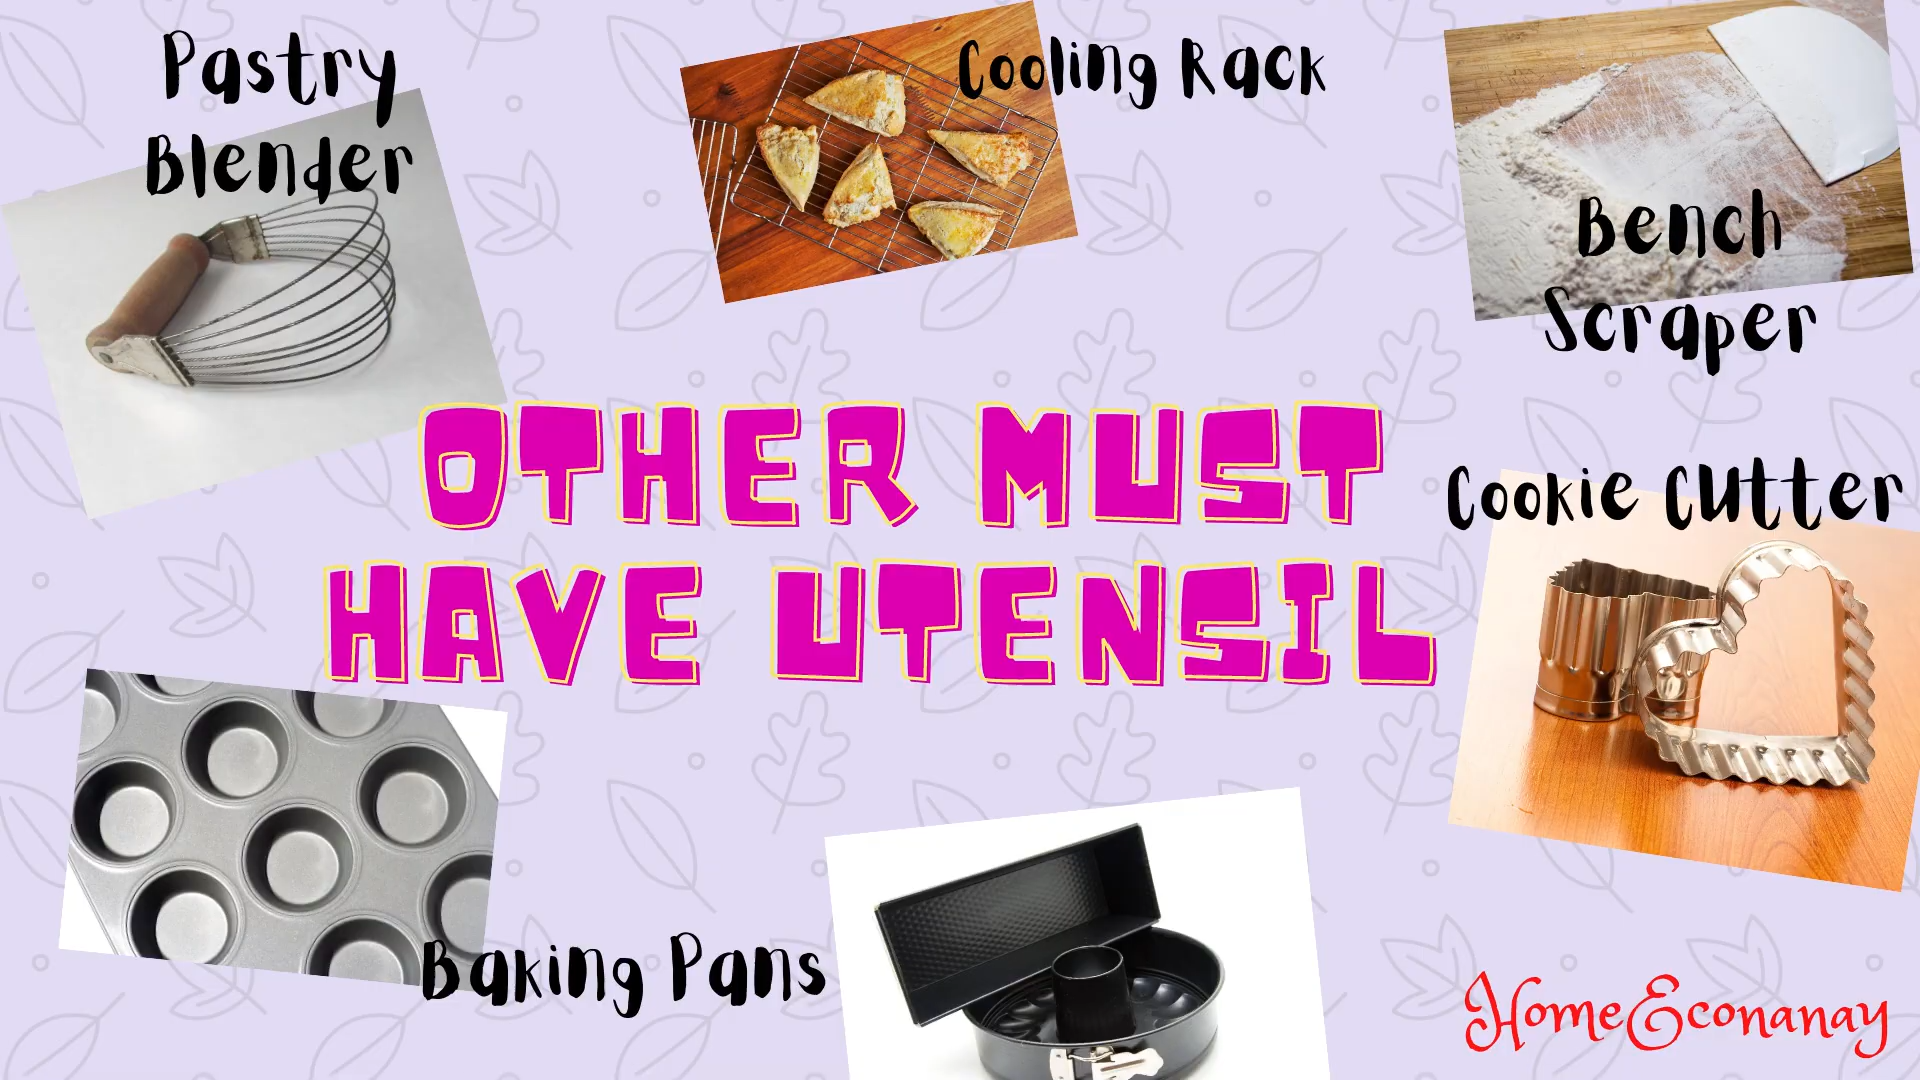 Pastry
Blender
Cooling Rack
Bench
Scraper
OTHER MUST
HAVE UTENSIL
Cookie Cutter
Baking Pans
HomeEconanay